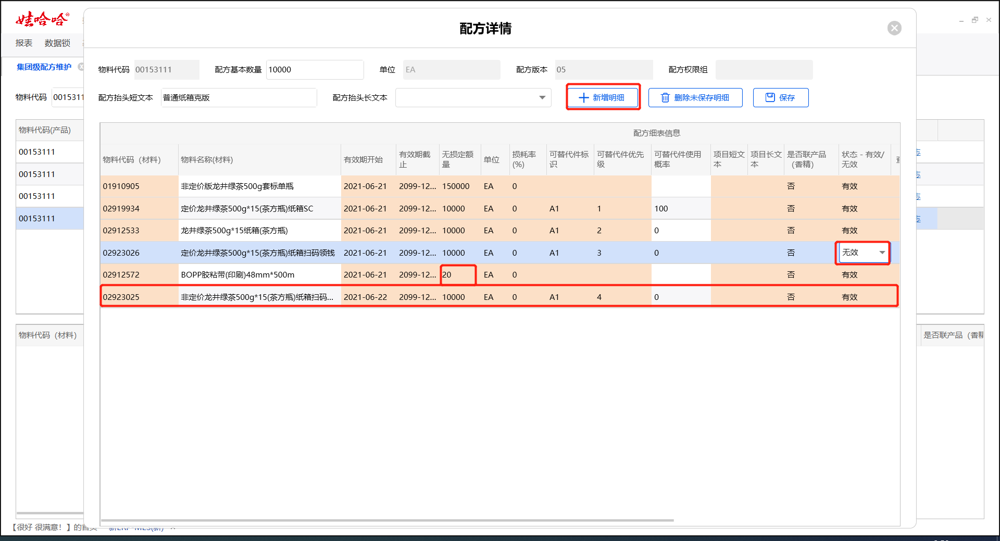 娃哈哈®
配方详情
报表 数据锁
集团级配方维护
物料代码 00153111 配方基本数量 10000 单位 EA 配方版本 05 配方权限组
物料代码 0015311
配方抬头短文本 普通纸箱克版 配方抬头长文本 新增明细 删除未保存明细 保存
物料代码(产品)
00153111
00153111
00153111
00153111
配方细表信息
物料代码（材料） 物料名称(材料) 有效期开始 有效期截止 无损定额量 单位 损耗率(%) 可替代件标识 可替代件优先级 可替代件使用概率 项目短文本 项目长文本 是否联产品（香精） 状态 - 有效/无效
01910905 非定价版龙井绿茶500g套标单瓶 2021-06-21 2099-12... 150000 EA 0 否 有效
02919934 定价龙井绿茶500g*15(茶方瓶)纸箱SC 2021-06-21 2099-12... 10000 EA 0 A1 1 100 否 有效
02912533 龙井绿茶500g*15纸箱(茶方瓶) 2021-06-21 2099-12... 10000 EA 0 A1 2 0 否 有效
02923026 定价龙井绿茶500g*15(茶方瓶)纸箱扫码领钱 2021-06-21 2099-12... 10000 EA 0 A1 3 0 否 无效
02912572 BOPP胶粘带(印刷)48mm*500m 2021-06-21 2099-12... 20 EA 0 否 有效
02923025 非定价龙井绿茶500g*15(茶方瓶)纸箱扫码... 2021-06-22 2099-12... 10000 EA 0 A1 4 0 否 有效
物料代码（材料） 是否联产品（香精
【很好 很满意！】的首页 新ERP-MES(新)